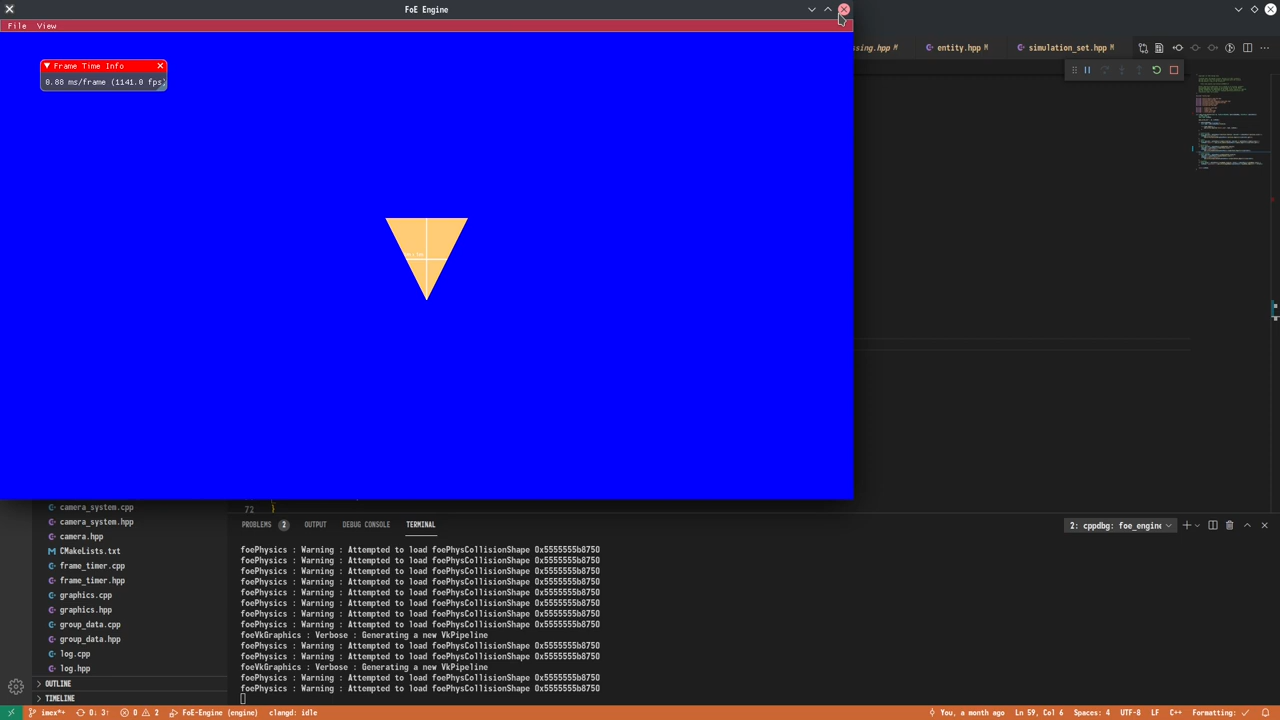 FoE Engine
File View
Frame Time Info
0.88 ms/frame (1141.0 fps)
sing.hpp M
entity.hpp M
simulation_set.hpp M
72 }
camera_system.cpp
camera_system.hpp
camera.hpp
CMakeLists.txt
frame_timer.cpp
frame_timer.hpp
graphics.cpp
graphics.hpp
group_data.cpp
group_data.hpp
log.cpp
log.hpp
OUTLINE
TIMELINE
PROBLEMS 2 OUTPUT DEBUG CONSOLE TERMINAL
2: cppdbg: foe_engine
foePhysics : Warning : Attempted to load foePhysCollisionShape 0x5555555b8750
foePhysics : Warning : Attempted to load foePhysCollisionShape 0x5555555b8750
foePhysics : Warning : Attempted to load foePhysCollisionShape 0x5555555b8750
foePhysics : Warning : Attempted to load foePhysCollisionShape 0x5555555b8750
foePhysics : Warning : Attempted to load foePhysCollisionShape 0x5555555b8750
foePhysics : Warning : Attempted to load foePhysCollisionShape 0x5555555b8750
foePhysics : Warning : Attempted to load foePhysCollisionShape 0x5555555b8750
foePhysics : Warning : Attempted to load foePhysCollisionShape 0x5555555b8750
foeVkGraphics : Verbose : Generating a new VkPipeline
foePhysics : Warning : Attempted to load foePhysCollisionShape 0x5555555b8750
foePhysics : Warning : Attempted to load foePhysCollisionShape 0x5555555b8750
foeVkGraphics : Verbose : Generating a new VkPipeline
foePhysics : Warning : Attempted to load foePhysCollisionShape 0x5555555b8750
foePhysics : Warning : Attempted to load foePhysCollisionShape 0x5555555b8750
imex*+ 0↓ 3↑ 0 2 FoE-Engine (engine) clangd: idle
You, a month ago Ln 59, Col 6 Spaces: 4 UTF-8 LF C++ Formatting: ✓